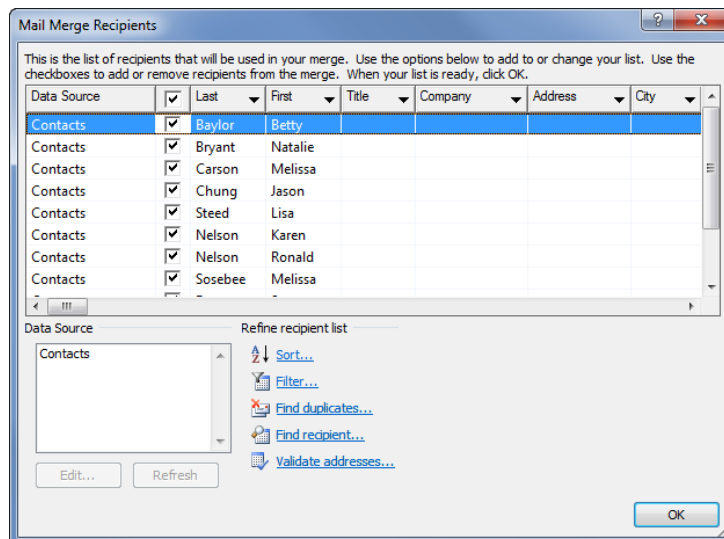 Mail Merge Recipients
This is the list of recipients that will be used in your merge. Use the options below to add to or change your list. Use the
checkboxes to add or remove recipients from the merge. When your list is ready, click OK.
Data Source Last First Title Company Address City
Contacts Baylor Betty
Contacts Bryant Natalie
Contacts Carson Melissa
Contacts Chung Jason
Contacts Steed Lisa
Contacts Nelson Karen
Contacts Nelson Ronald
Contacts Sosebee Melissa
Data Source Refine recipient list
Contacts
Sort...
Filter...
Find duplicates...
Find recipient...
Validate addresses...
Edit... Refresh
OK